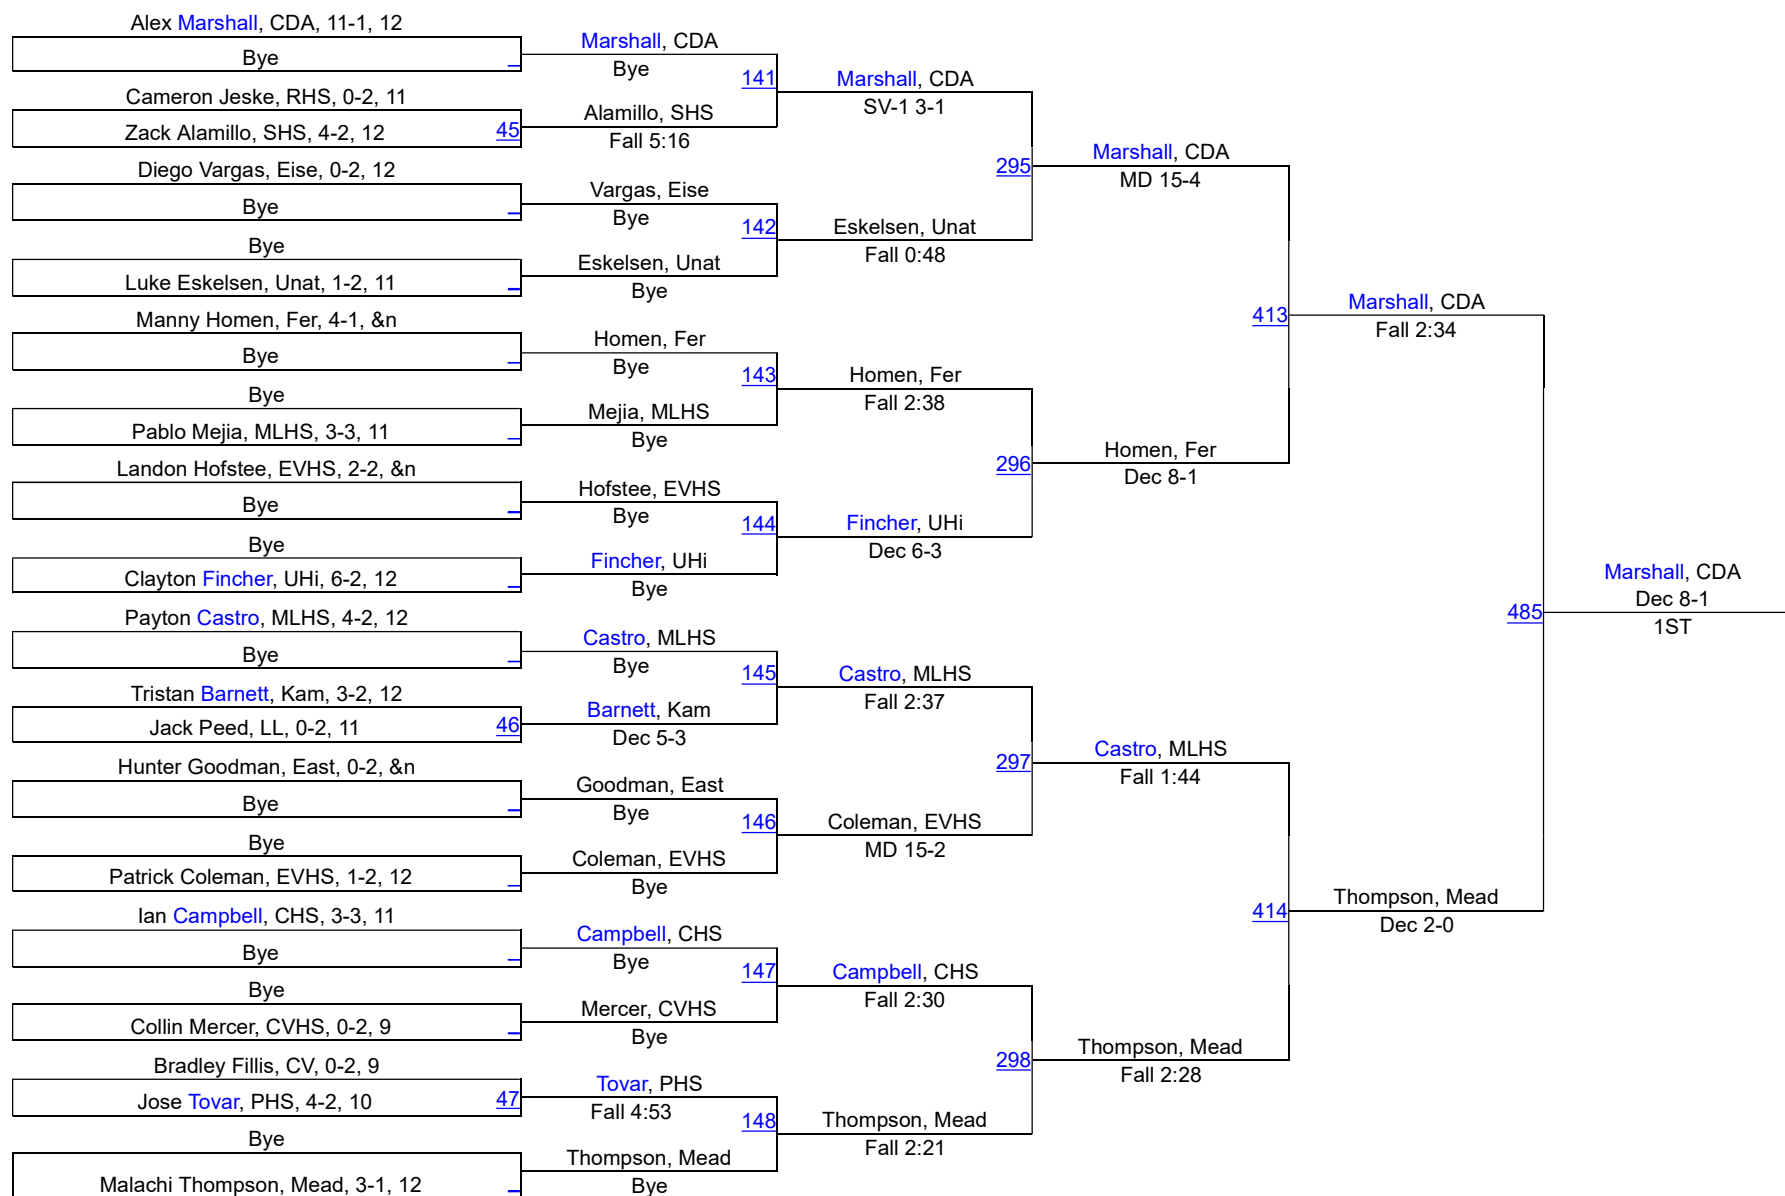 Alex Marshall, CDA, 11-1, 12
Bye
Cameron Jeske, RHS, 0-2, 11
Zack Alamillo, SHS, 4-2, 12
45
Diego Vargas, Eise, 0-2, 12
Bye
Bye
Luke Eskelsen, Unat, 1-2, 11
Manny Homen, Fer, 4-1, &n
Bye
Bye
Pablo Mejia, MLHS, 3-3, 11
Landon Hofstee, EVHS, 2-2, &n
Bye
Bye
Clayton Fincher, UHi, 6-2, 12
Payton Castro, MLHS, 4-2, 12
Bye
Tristan Barnett, Kam, 3-2, 12
Jack Peed, LL, 0-2, 11
46
Hunter Goodman, East, 0-2, &n
Bye
Bye
Patrick Coleman, EVHS, 1-2, 12
Ian Campbell, CHS, 3-3, 11
Bye
Bye
Collin Mercer, CVHS, 0-2, 9
Bradley Fillis, CV, 0-2, 9
Jose Tovar, PHS, 4-2, 10
47
Bye
Malachi Thompson, Mead, 3-1, 12
Marshall, CDA
Bye
141
Alamillo, SHS
Fall 5:16
Vargas, Eise
Bye
142
Eskelsen, Unat
Bye
Homen, Fer
Bye
143
Mejia, MLHS
Bye
Hofstee, EVHS
Bye
144
Fincher, UHi
Bye
Castro, MLHS
Bye
145
Barnett, Kam
Dec 5-3
Goodman, East
Bye
146
Coleman, EVHS
Bye
Campbell, CHS
Bye
147
Mercer, CVHS
Bye
Tovar, PHS
Fall 4:53
148
Thompson, Mead
Bye
Marshall, CDA
SV-1 3-1
295
Eskelsen, Unat
Fall 0:48
Homen, Fer
Fall 2:38
296
Fincher, UHi
Dec 6-3
Castro, MLHS
Fall 2:37
297
Coleman, EVHS
MD 15-2
Campbell, CHS
Fall 2:30
298
Thompson, Mead
Fall 2:21
Marshall, CDA
MD 15-4
413
Homen, Fer
Dec 8-1
Castro, MLHS
Fall 1:44
414
Thompson, Mead
Fall 2:28
Marshall, CDA
Fall 2:34
485
Thompson, Mead
Dec 2-0
Marshall, CDA
Dec 8-1
1ST